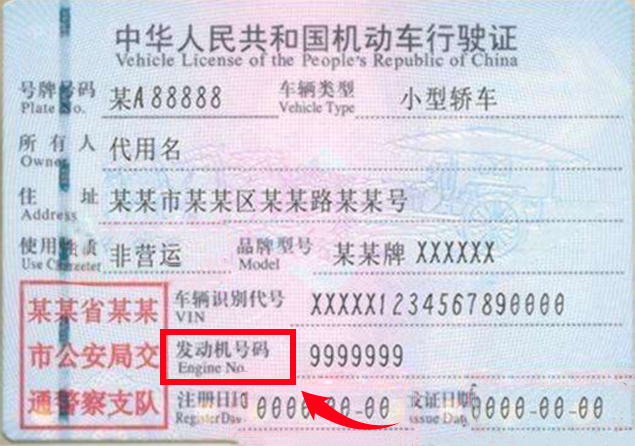 中华人民共和国机动车行驶证
Vehicle License of the People's Republic of China
号牌号码 某A88888 车辆类型 小型轿车
Plate No. Vehicle Type
所有人 代用名
Owner
住址 某某市某某区某某路某某号
Address
使用性质 非营运 品牌型号 某某牌 XXXXXX
Use Character Model
某某省某某
市公安局交
通警察支队
车辆识别代号 XXXXX1234567890000
VIN
发动机号码 9999999
Engine No.
注册日期 0000-00-00 发证日期 0000-00-00
Register Date Issue Date